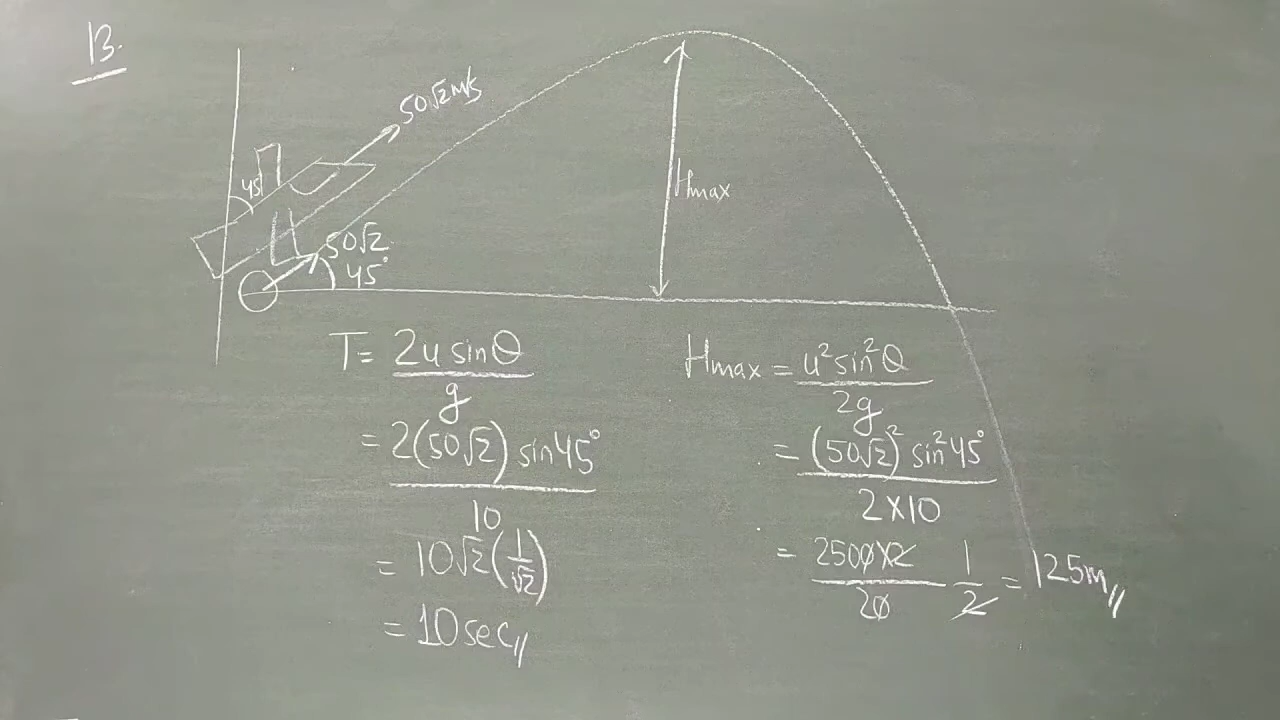 13.
50√2 m/s
45
50√2
45°
Hmax
T = 2u sinθ / g
= 2(50√2) sin45° / 10
= 10√2 (1/√2)
= 10 sec //
Hmax = u² sin²θ / 2g
= (50√2)² sin²45° / 2×10
= 2500×2 / 20 1/2 = 125m //